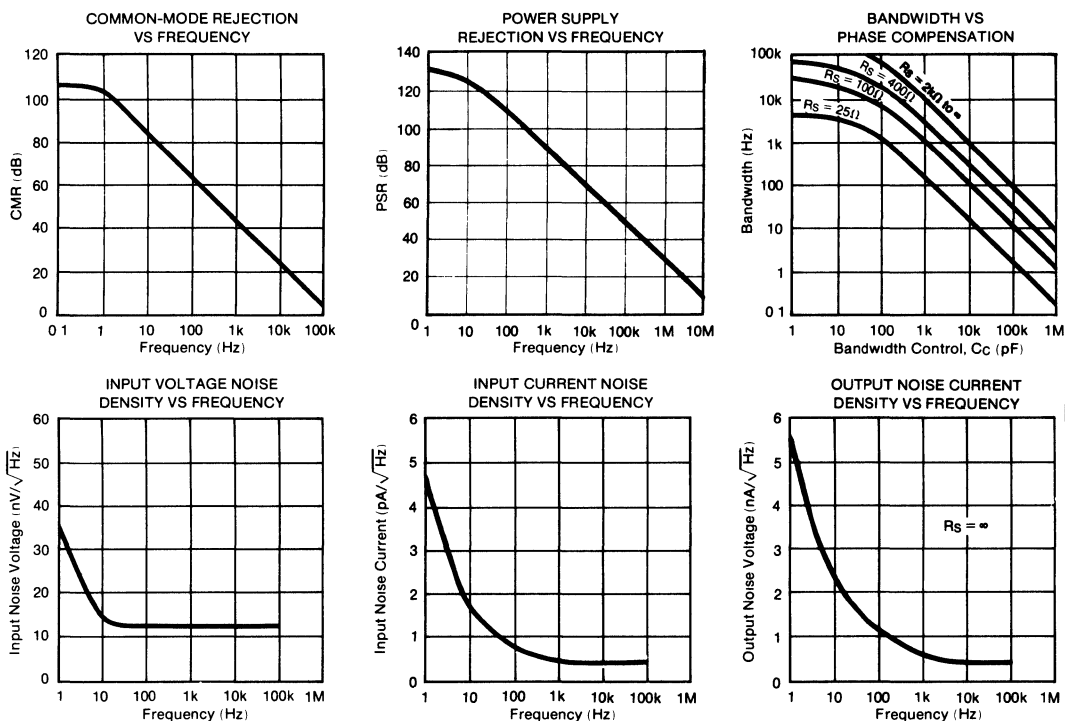 COMMON-MODE REJECTION
VS FREQUENCY
120
100
80
60
40
20
0
CMR (dB)
0 1
1
10
100
1k
10k
100k
Frequency (Hz)
POWER SUPPLY
REJECTION VS FREQUENCY
140
120
100
120
80
60
40
120
0
PSR (dB)
1
10
100
1k
10k
100k
1M
10M
Frequency (Hz)
BANDWIDTH VS
PHASE COMPENSATION
100k
10k
1k
100
10
1
0 1
Bandwidth (Hz)
RS = 2kΩ to ∞
RS = 400Ω
RS = 100Ω
RS = 25Ω
1
10
100
1k
10k
100k
1M
Bandwidth Control, CC (pF)
INPUT VOLTAGE NOISE
DENSITY VS FREQUENCY
60
50
40
30
20
10
0
Input Noise Voltage (nV/√Hz)
1
10
100
1k
10k
100k
1M
Frequency (Hz)
INPUT CURRENT NOISE
DENSITY VS FREQUENCY
6
5
4
3
2
1
0
Input Noise Current (pA/√Hz)
1
10
100
1k
10k
100k
1M
Frequency (Hz)
OUTPUT NOISE CURRENT
DENSITY VS FREQUENCY
6
5
4
3
2
1
0
Output Noise Voltage (nA/√Hz)
RS = ∞
1
10
100
1k
10k
100k
1M
Frequency (Hz)